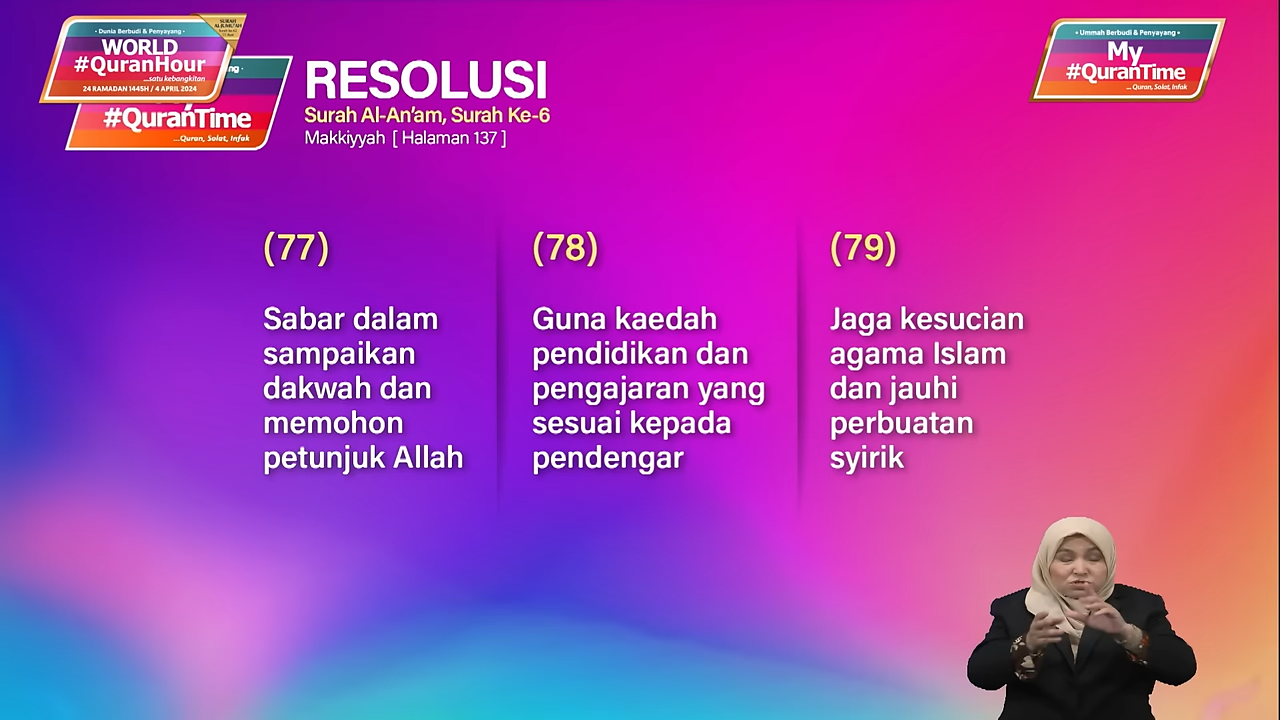 • Dunia Berbudi & Penyayang •
WORLD
#QuranHour
...satu kebangkitan
24 RAMADAN 1445H / 4 APRIL 2024
#QuranTime
...Quran, Solat, Infak
RESOLUSI
Surah Al-An’am, Surah Ke-6
Makkiyyah [ Halaman 137 ]
• Ummah Berbudi & Penyayang •
My
#QuranTime
... Quran, Solat, Infak
(77)
Sabar dalam
sampaikan
dakwah dan
memohon
petunjuk Allah
(78)
Guna kaedah
pendidikan dan
pengajaran yang
sesuai kepada
pendengar
(79)
Jaga kesucian
agama Islam
dan jauhi
perbuatan
syirik